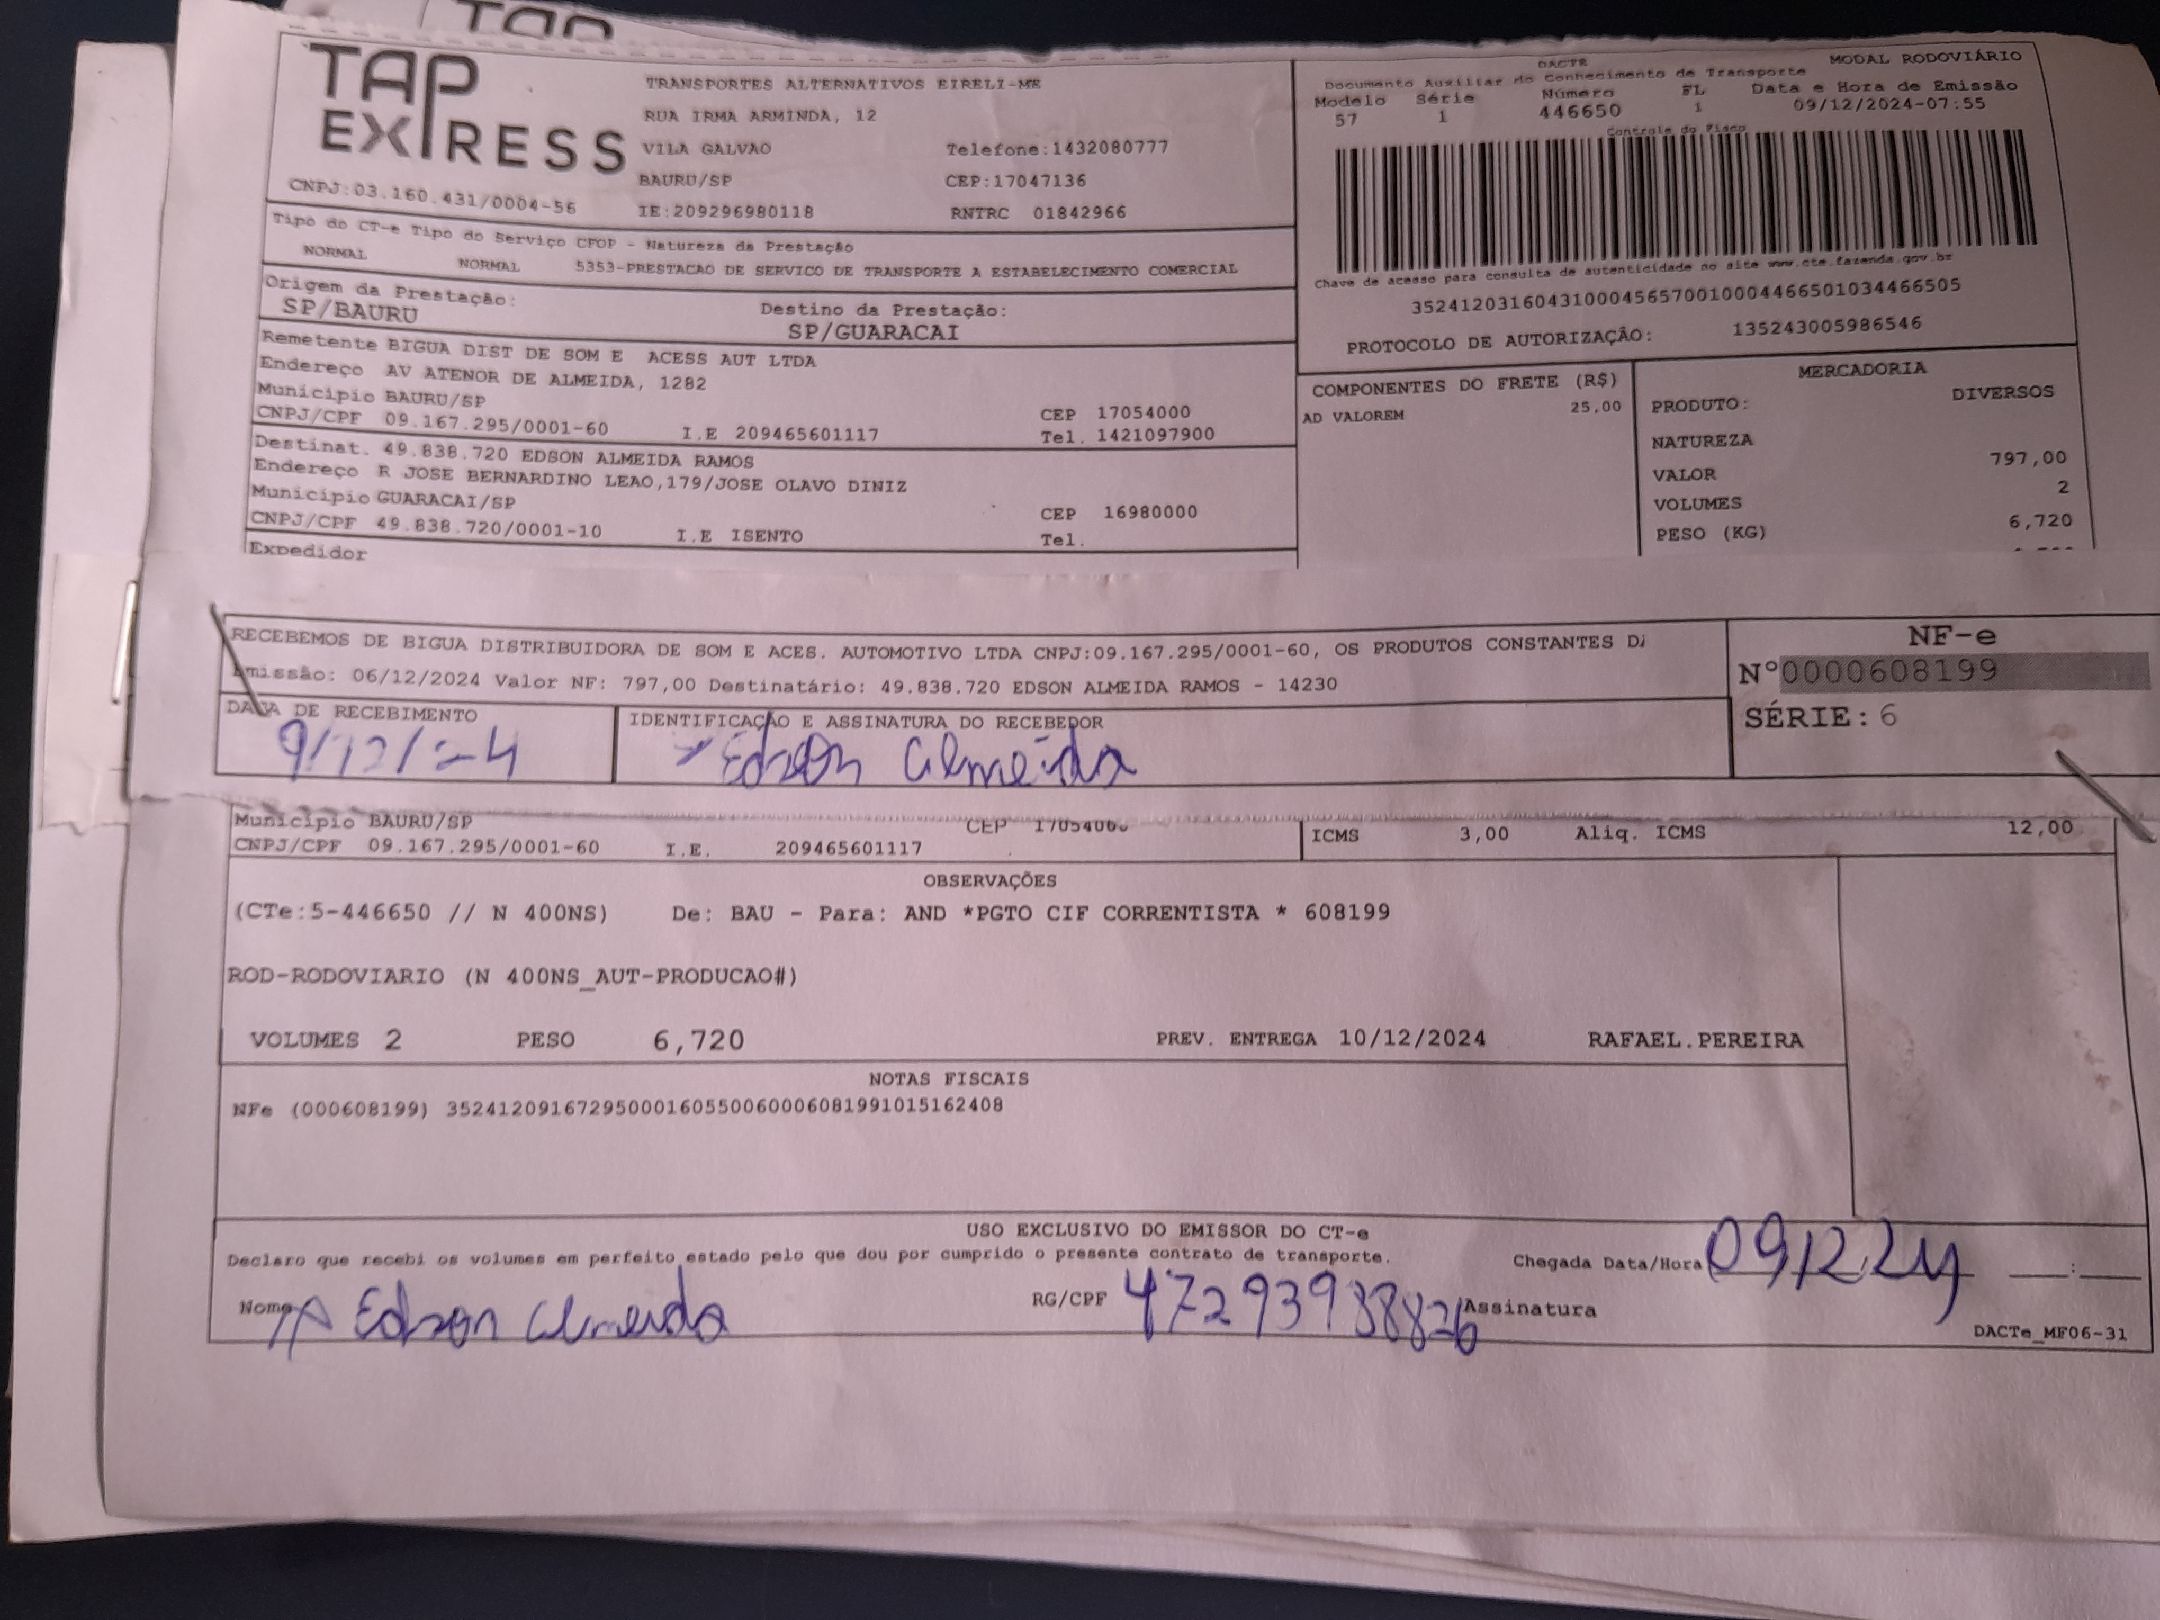 TAP
TAP EXPRESS
TRANSPORTES ALTERNATIVOS EIRELI-ME
RUA IRMA ARMINDA, 12
VILA GALVAO Telefone:1432080777
BAURU/SP CEP:17047136
CNPJ:03.160.431/0004-56 IE:209296980118 RNTRC 01842966
DACTE MODAL RODOVIÁRIO
Documento Auxiliar do Conhecimento de Transporte
Modelo Série Número FL Data e Hora de Emissão
57 1 446650 1 09/12/2024-07:55
Controle do Fisco
Chave de acesso para consulta de autenticidade no site www.cte.fazenda.gov.br
35241203160431000456570010004466501034466505
PROTOCOLO DE AUTORIZAÇÃO: 135243005986546
Tipo do CT-e Tipo do Serviço CFOP - Natureza da Prestação
NORMAL NORMAL 5353-PRESTACAO DE SERVICO DE TRANSPORTE A ESTABELECIMENTO COMERCIAL
Origem da Prestação: Destino da Prestação:
SP/BAURU SP/GUARACAI
Remetente BIGUA DIST DE SOM E ACESS AUT LTDA
Endereço AV ATENOR DE ALMEIDA, 1282
Município BAURU/SP CEP 17054000
CNPJ/CPF 09.167.295/0001-60 I.E 209465601117 Tel. 1421097900
Destinat. 49.838.720 EDSON ALMEIDA RAMOS
Endereço R JOSE BERNARDINO LEAO,179/JOSE OLAVO DINIZ
Município GUARACAI/SP CEP 16980000
CNPJ/CPF 49.838.720/0001-10 I.E ISENTO Tel.
Expedidor
COMPONENTES DO FRETE (R$)
AD VALOREM 25,00
MERCADORIA
PRODUTO: DIVERSOS
NATUREZA
VALOR 797,00
VOLUMES 2
PESO (KG) 6,720
RECEBEMOS DE BIGUA DISTRIBUIDORA DE SOM E ACES. AUTOMOTIVO LTDA CNPJ:09.167.295/0001-60, OS PRODUTOS CONSTANTES DA
Emissão: 06/12/2024 Valor NF: 797,00 Destinatário: 49.838.720 EDSON ALMEIDA RAMOS - 14230
DATA DE RECEBIMENTO IDENTIFICAÇÃO E ASSINATURA DO RECEBEDOR
9/12/24 Edson Almeida
NF-e
Nº0000608199
SÉRIE: 6
Município BAURU/SP CEP 17054000
CNPJ/CPF 09.167.295/0001-60 I.E. 209465601117
ICMS 3,00 Aliq. ICMS 12,00
OBSERVAÇÕES
(CTe:5-446650 // N 400NS) De: BAU - Para: AND *PGTO CIF CORRENTISTA * 608199
ROD-RODOVIARIO (N 400NS_AUT-PRODUCAO#)
VOLUMES 2 PESO 6,720 PREV. ENTREGA 10/12/2024 RAFAEL.PEREIRA
NOTAS FISCAIS
NFe (000608199) 35241209167295000160550060006081991015162408
USO EXCLUSIVO DO EMISSOR DO CT-e
Declaro que recebi os volumes em perfeito estado pelo que dou por cumprido o presente contrato de transporte. Chegada Data/Hora 09/12 24 ___:___
Nome Edson Almeida RG/CPF 47293938826 Assinatura
DACTe_MF06-31